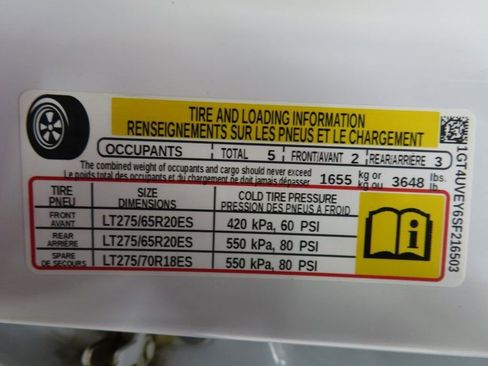 TIRE AND LOADING INFORMATION
RENSEIGNEMENTS SUR LES PNEUS ET LE CHARGEMENT
OCCUPANTS TOTAL 5 FRONT/AVANT 2 REAR/ARRIÈRE 3
The combined weight of occupants and cargo should never exceed 1655 kg or 3648 lbs.
Le poids total des occupants et du chargement ne doit jamais dépasser kg ou lb
TIRE SIZE COLD TIRE PRESSURE
PNEU DIMENSIONS PRESSION DES PNEUS A FROID
FRONT
AVANT LT275/65R20ES 420 kPa, 60 PSI
REAR
ARRIÈRE LT275/65R20ES 550 kPa, 80 PSI
SPARE
DE SECOURS LT275/70R18ES 550 kPa, 80 PSI
1GT4UVEY6SF216503